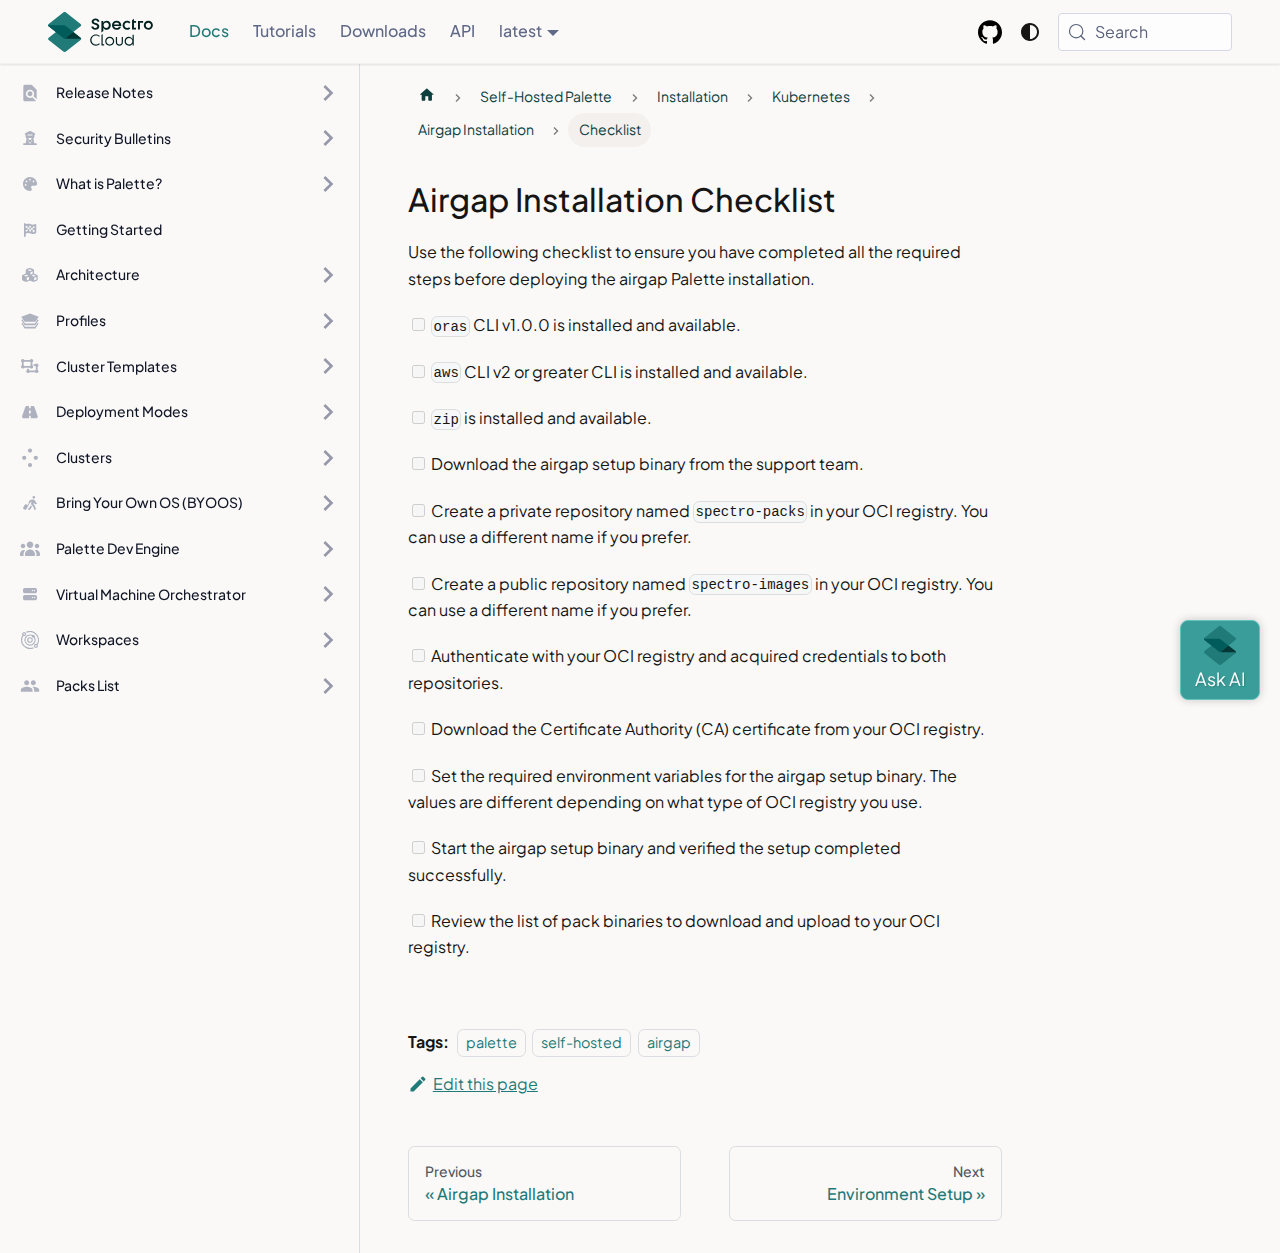 Spectro Cloud
Docs Tutorials Downloads API latest
Search
Release Notes
Security Bulletins
What is Palette?
Getting Started
Architecture
Profiles
Cluster Templates
Deployment Modes
Clusters
Bring Your Own OS (BYOOS)
Palette Dev Engine
Virtual Machine Orchestrator
Workspaces
Packs List
Self-Hosted Palette > Installation > Kubernetes >
Airgap Installation > Checklist
Airgap Installation Checklist
Use the following checklist to ensure you have completed all the required
steps before deploying the airgap Palette installation.
oras CLI v1.0.0 is installed and available.
aws CLI v2 or greater CLI is installed and available.
zip is installed and available.
Download the airgap setup binary from the support team.
Create a private repository named spectro-packs in your OCI registry. You
can use a different name if you prefer.
Create a public repository named spectro-images in your OCI registry. You
can use a different name if you prefer.
Authenticate with your OCI registry and acquired credentials to both
repositories.
Download the Certificate Authority (CA) certificate from your OCI registry.
Set the required environment variables for the airgap setup binary. The
values are different depending on what type of OCI registry you use.
Start the airgap setup binary and verified the setup completed
successfully.
Review the list of pack binaries to download and upload to your OCI
registry.
Tags: palette self-hosted airgap
Edit this page
Previous
« Airgap Installation
Next
Environment Setup »
Ask AI